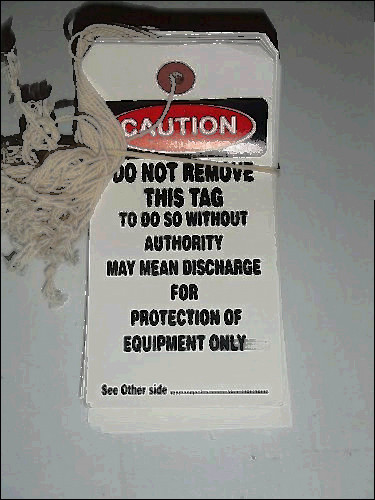 CAUTION
DO NOT REMOVE
THIS TAG
TO DO SO WITHOUT
AUTHORITY
MAY MEAN DISCHARGE
FOR
PROTECTION OF
EQUIPMENT ONLY
See Other side